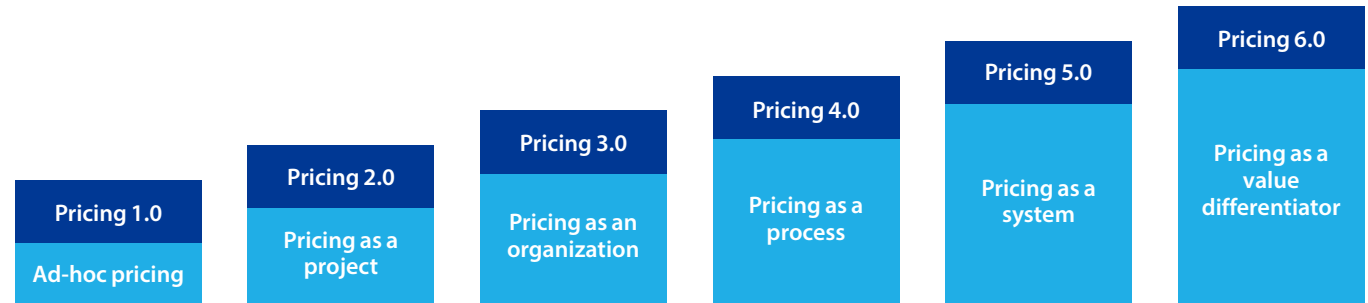 Pricing 1.0
Ad-hoc pricing
Pricing 2.0
Pricing as a
project
Pricing 3.0
Pricing as an
organization
Pricing 4.0
Pricing as a
process
Pricing 5.0
Pricing as a
system
Pricing 6.0
Pricing as a
value
differentiator